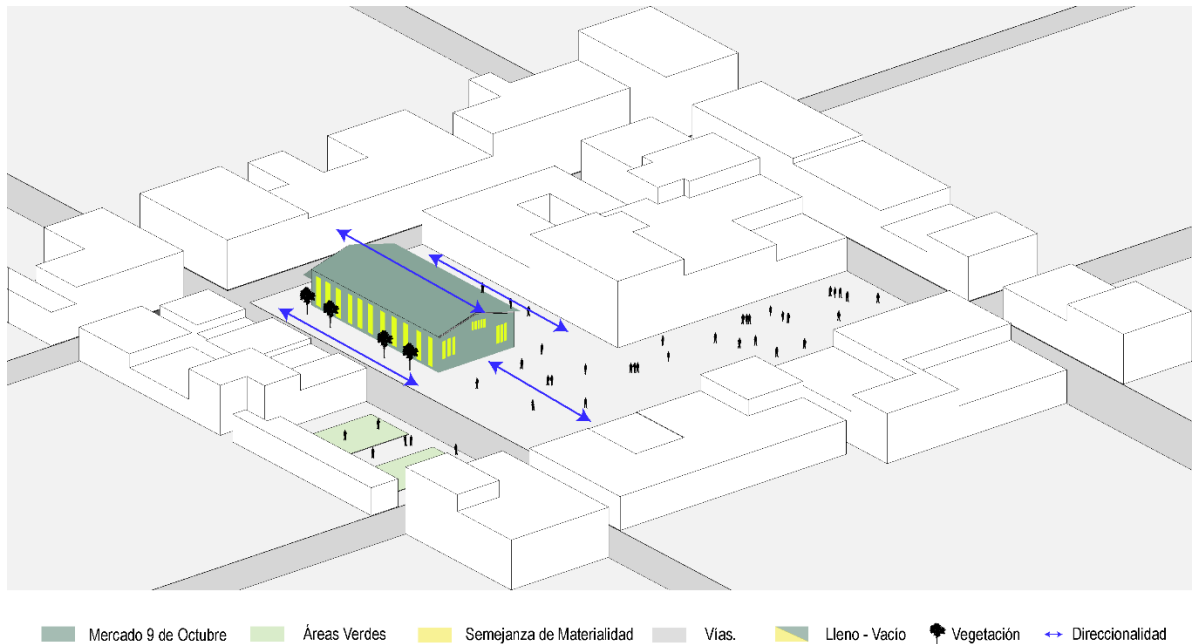 Mercado 9 de Octubre Áreas Verdes Semejanza de Materialidad Vías. Lleno - Vacío Vegetación Direccionalidad